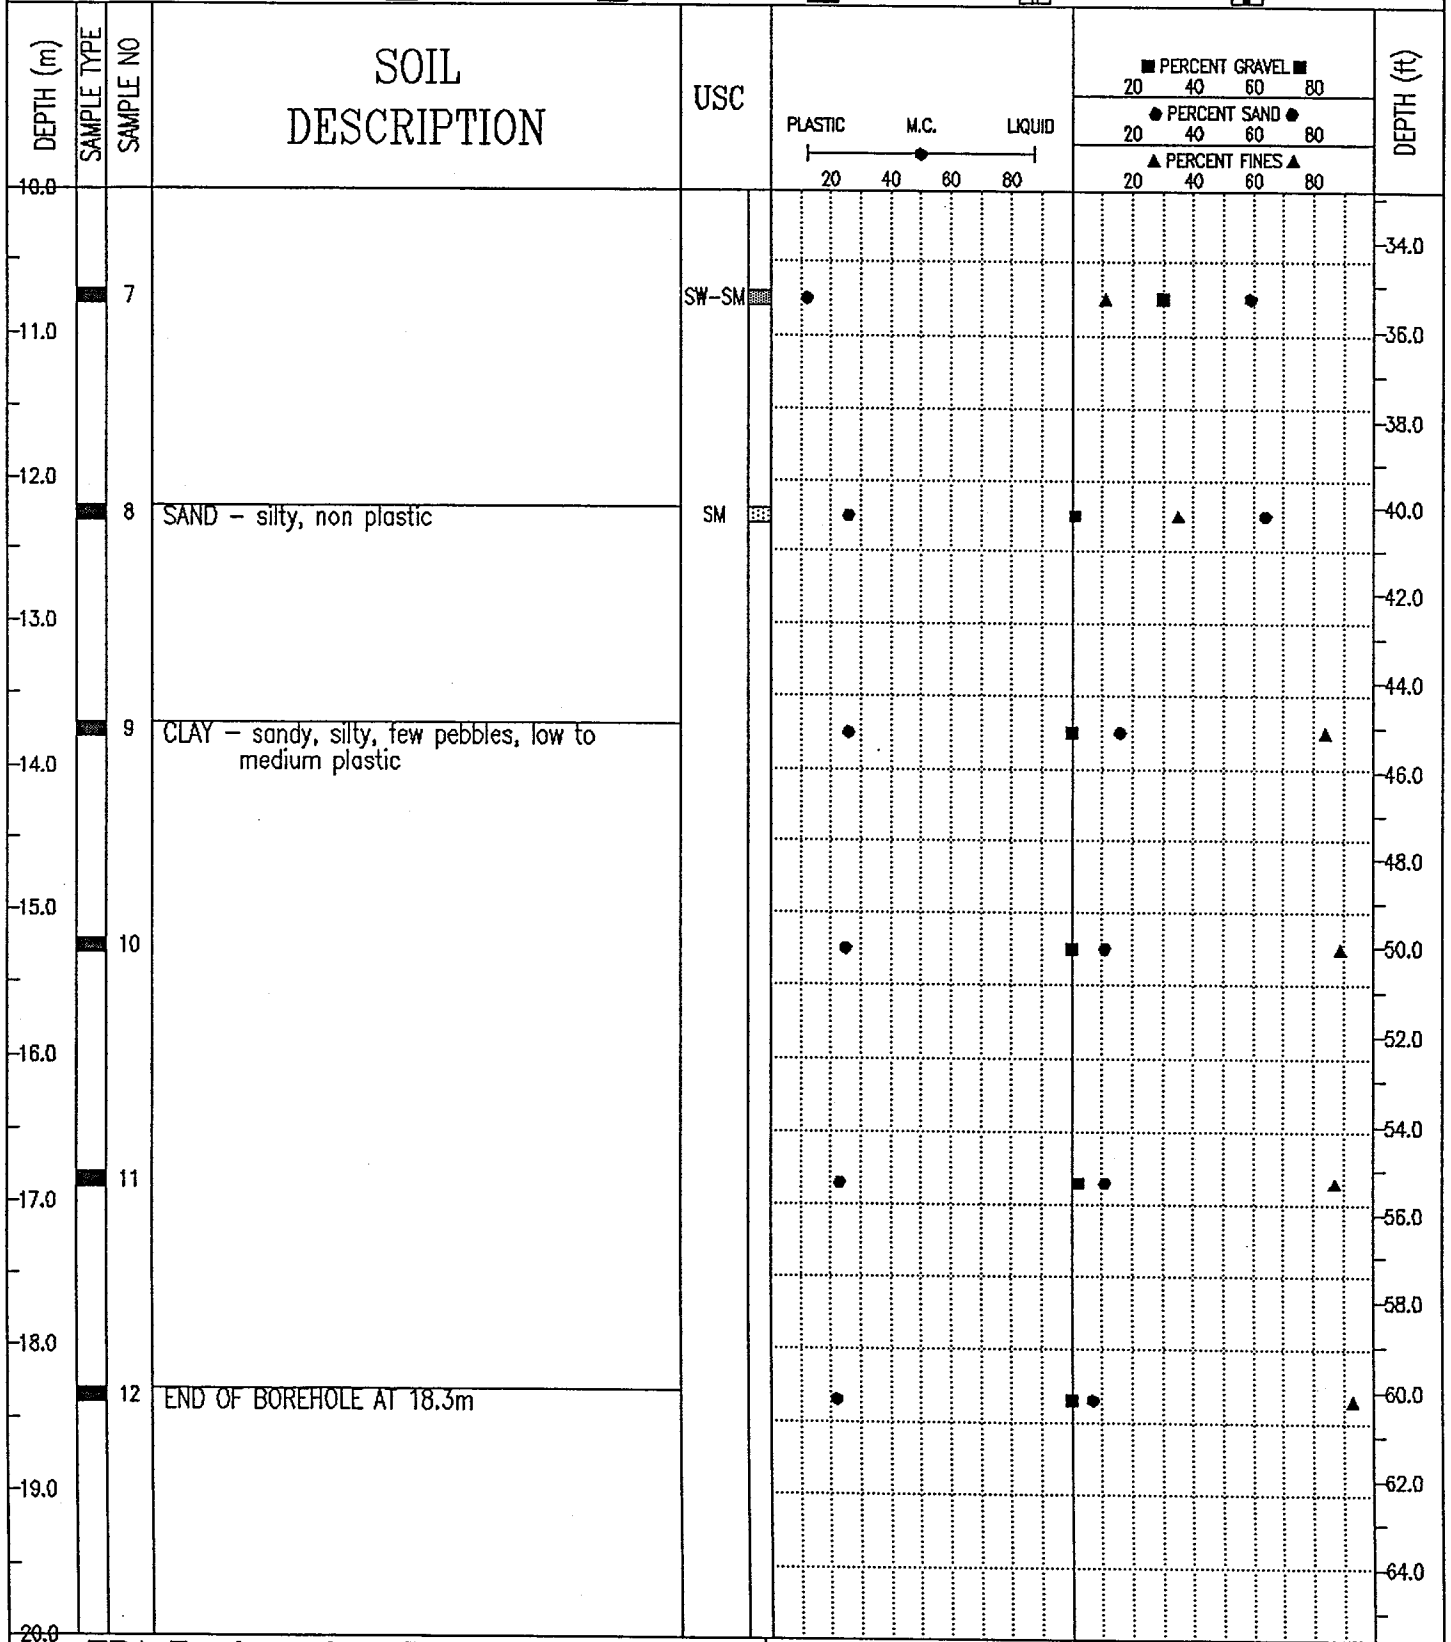 DEPTH (m)
SAMPLE TYPE
SAMPLE NO
SOIL
DESCRIPTION
USC
PLASTIC M.C. LIQUID
20 40 60 80
PERCENT GRAVEL
20 40 60 80
PERCENT SAND
20 40 60 80
PERCENT FINES
20 40 60 80
DEPTH (ft)
10.0
34.0
7 SW-SM
11.0
36.0
38.0
12.0
8 SAND - silty, non plastic SM
40.0
42.0
13.0
44.0
9 CLAY - sandy, silty, few pebbles, low to
medium plastic
14.0
46.0
48.0
15.0
10
50.0
16.0
52.0
54.0
11
17.0
56.0
58.0
18.0
12 END OF BOREHOLE AT 18.3m
60.0
19.0
62.0
64.0
20.0